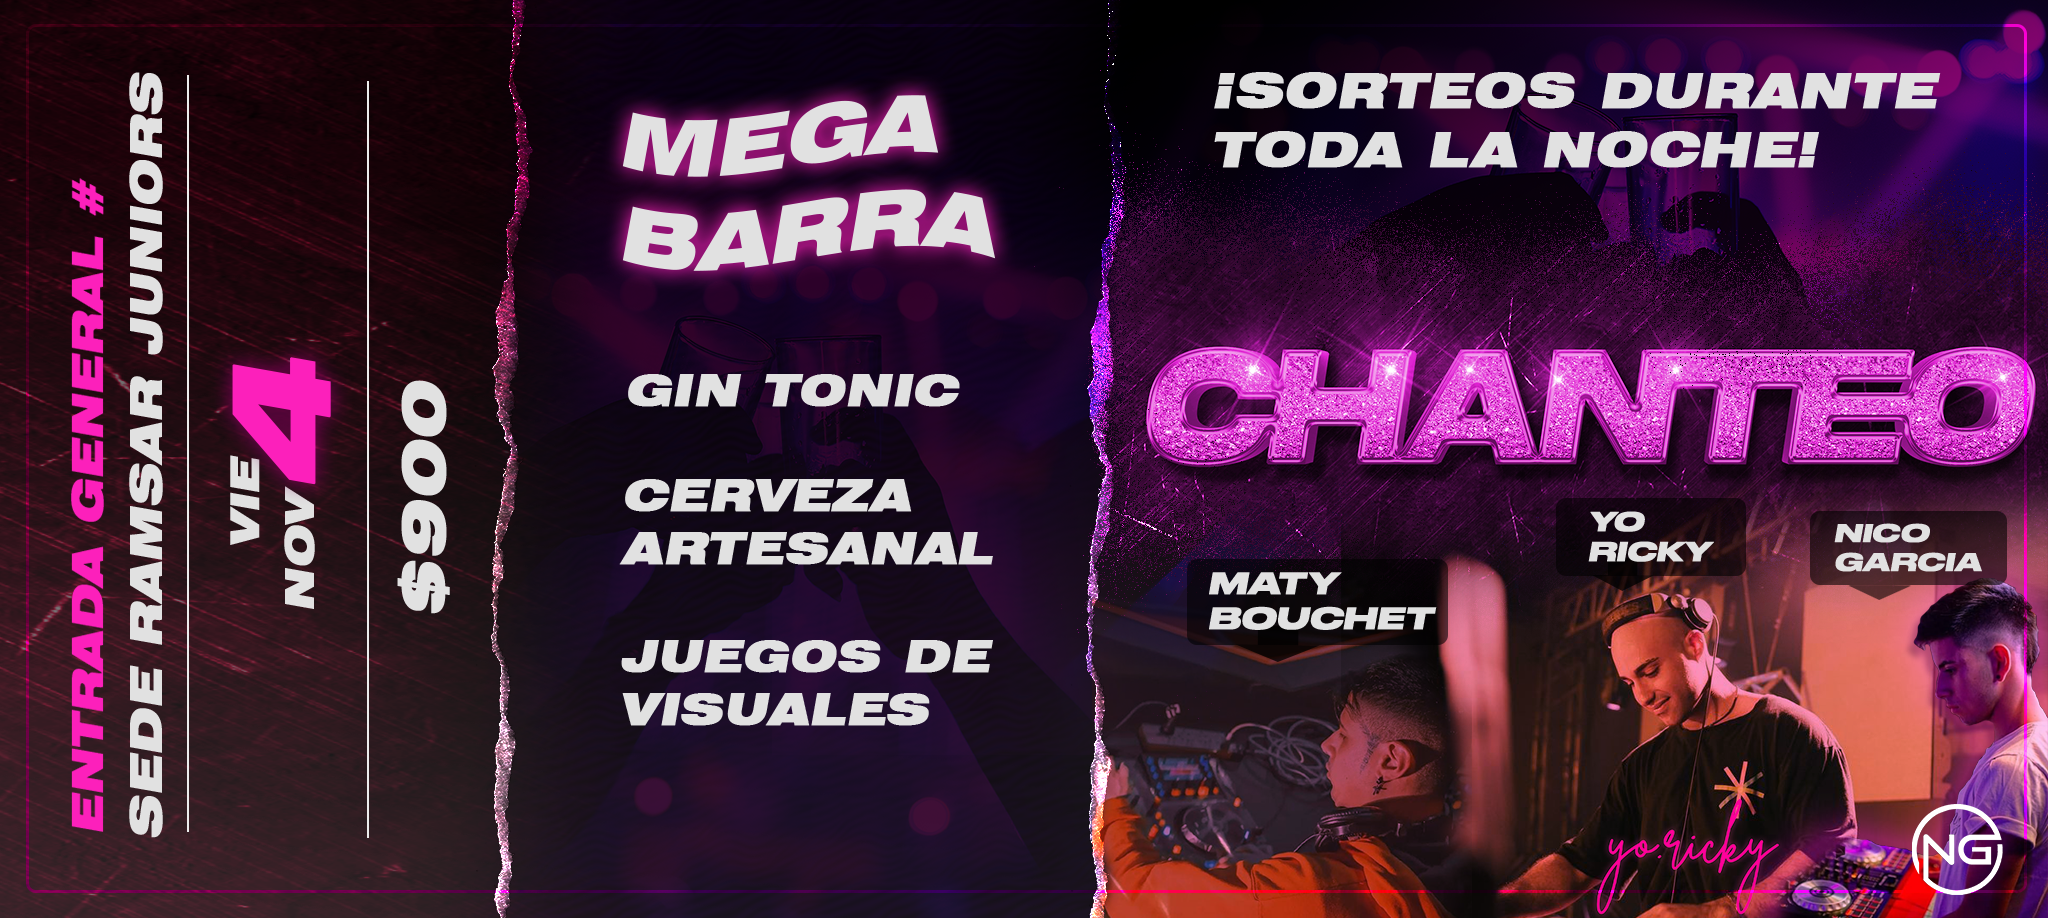 ENTRADA GENERAL #
SEDE RAMSAR JUNIORS
VIE
NOV
4
$900
MEGA
BARRA
GIN TONIC
CERVEZA
ARTESANAL
JUEGOS DE
VISUALES
¡SORTEOS DURANTE
TODA LA NOCHE!
CHANTEO
MATY
BOUCHET
YO
RICKY
NICO
GARCIA
yo.ricky
NG